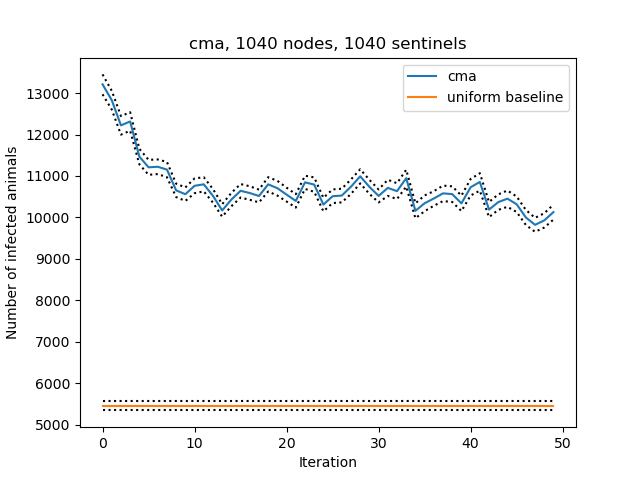 cma, 1040 nodes, 1040 sentinels
cma
uniform baseline
Number of infected animals
13000
12000
11000
10000
9000
8000
7000
6000
5000
0 10 20 30 40 50
Iteration